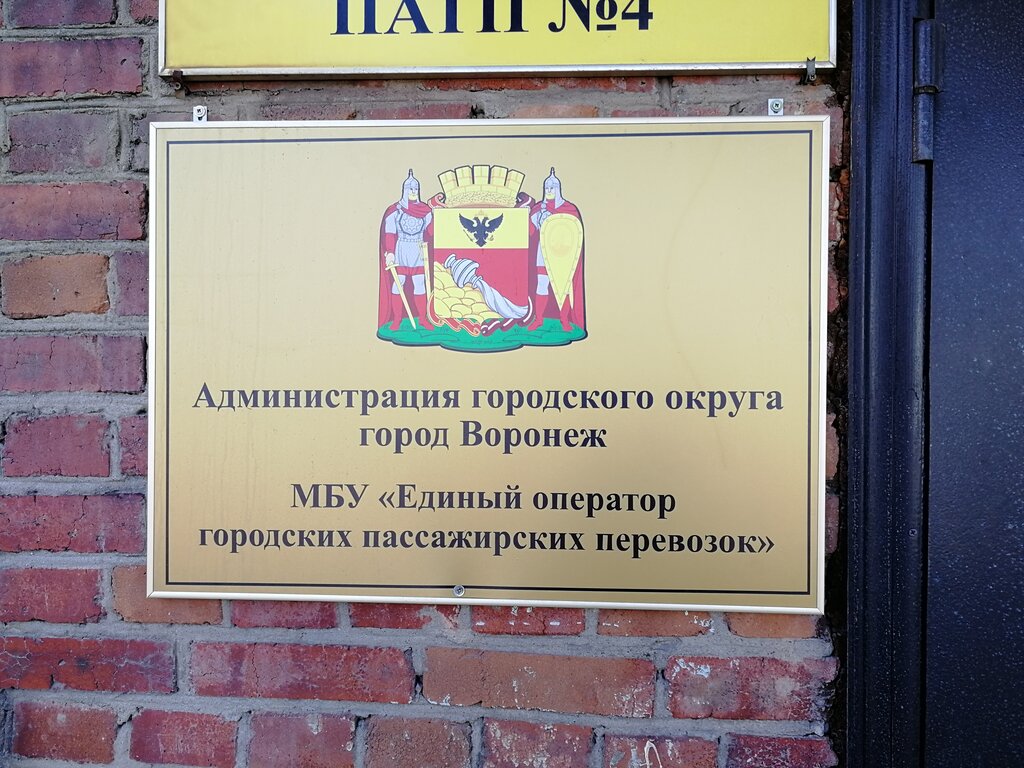 ПАТП №4
Администрация городского округа
город Воронеж
МБУ «Единый оператор
городских пассажирских перевозок»